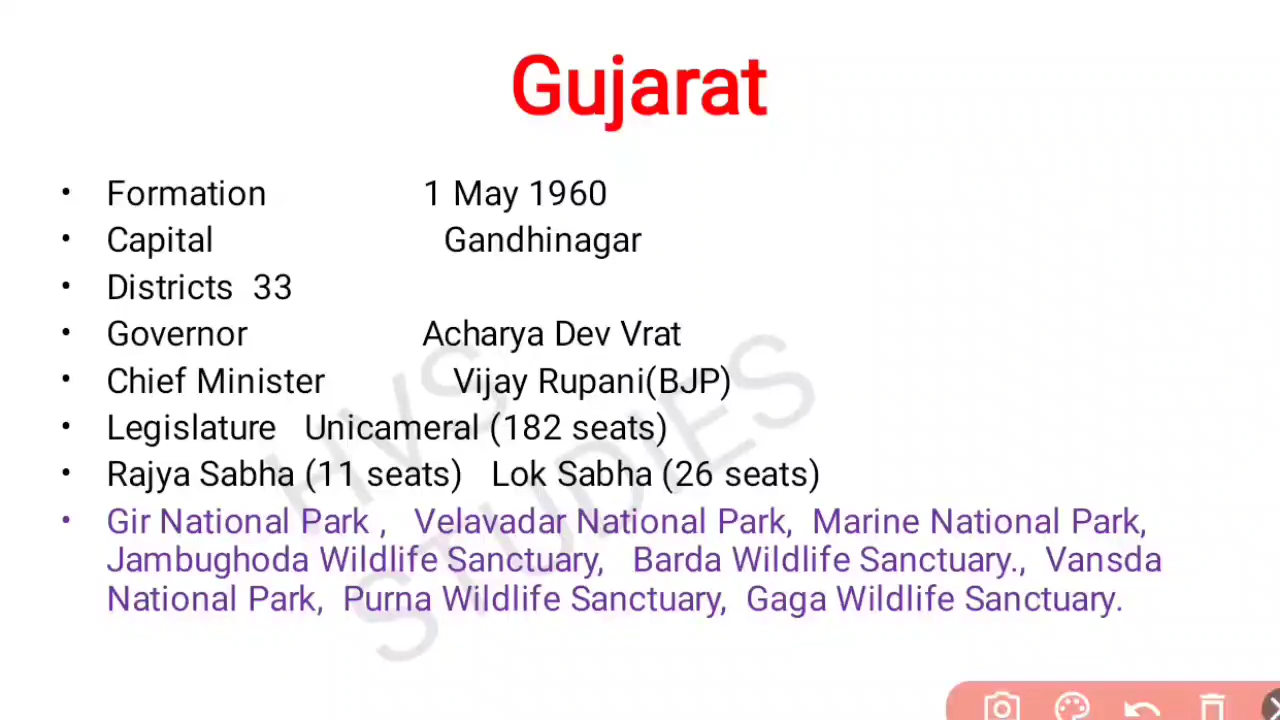 Gujarat
• Formation 1 May 1960
• Capital Gandhinagar
• Districts 33
• Governor Acharya Dev Vrat
• Chief Minister Vijay Rupani(BJP)
• Legislature Unicameral (182 seats)
• Rajya Sabha (11 seats) Lok Sabha (26 seats)
• Gir National Park , Velavadar National Park, Marine National Park,
Jambughoda Wildlife Sanctuary, Barda Wildlife Sanctuary., Vansda
National Park, Purna Wildlife Sanctuary, Gaga Wildlife Sanctuary.
HVS
STUDIES